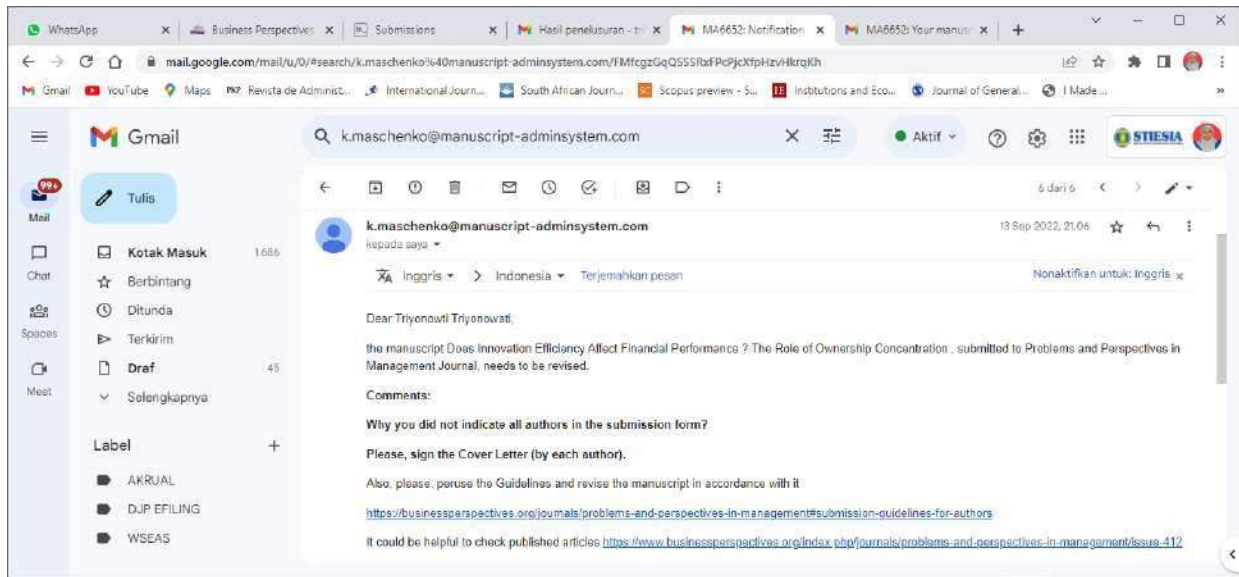 WhatsApp
Business Perspectives
Submissions
Hasil penelusuran - tr
MA6652: Notification
MA6652: Your manus
mail.google.com/mail/u/0/#search/k.maschenko%40manuscript-adminsystem.com/
Gmail
YouTube
Maps
PKP Revista de Administ...
International Journ...
South African Journ...
SC Scopus preview - S...
IE Institutions and Eco...
Journal of General...
I Made ...
Gmail
k.maschenko@manuscript-adminsystem.com
Aktif
STIESIA
99+
Mail
Chat
Spaces
Meet
Tulis
Kotak Masuk 1.686
Berbintang
Ditunda
Terkirim
Draf 45
Selengkapnya
Label
AKRUAL
DJP EFILING
WSEAS
6 dari 6
k.maschenko@manuscript-adminsystem.com
13 Sep 2022, 21.06
kepada saya
Inggris > Indonesia Terjemahkan pesan
Nonaktifkan untuk: Inggris x
Dear Triyonowti Triyonowati,
the manuscript Does Innovation Efficiency Affect Financial Performance ? The Role of Ownership Concentration , submitted to Problems and Perspectives in
Management Journal, needs to be revised.
Comments:
Why you did not indicate all authors in the submission form?
Please, sign the Cover Letter (by each author).
Also, please, peruse the Guidelines and revise the manuscript in accordance with it
https://businessperspectives.org/journals/problems-and-perspectives-in-management#submission-guidelines-for-authors
It could be helpful to check published articles https://www.businessperspectives.org/index.php/journals/problems-and-perspectives-in-management/issue-412